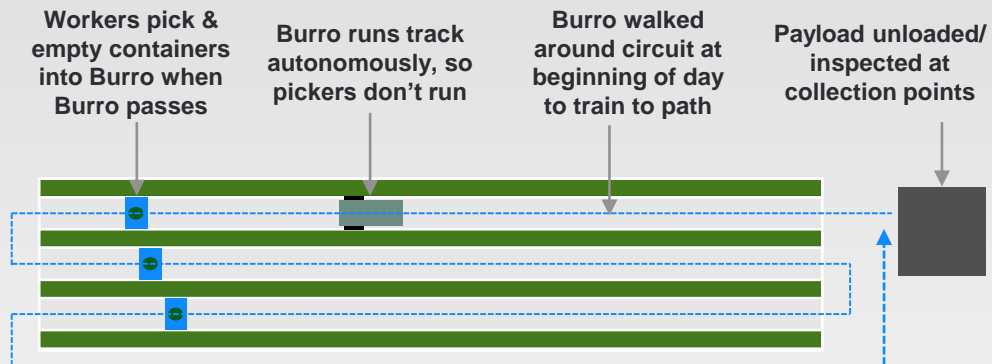 Workers pick &
empty containers
into Burro when
Burro passes
Burro runs track
autonomously, so
pickers don't run
Burro walked
around circuit at
beginning of day
to train to path
Payload unloaded/
inspected at
collection points